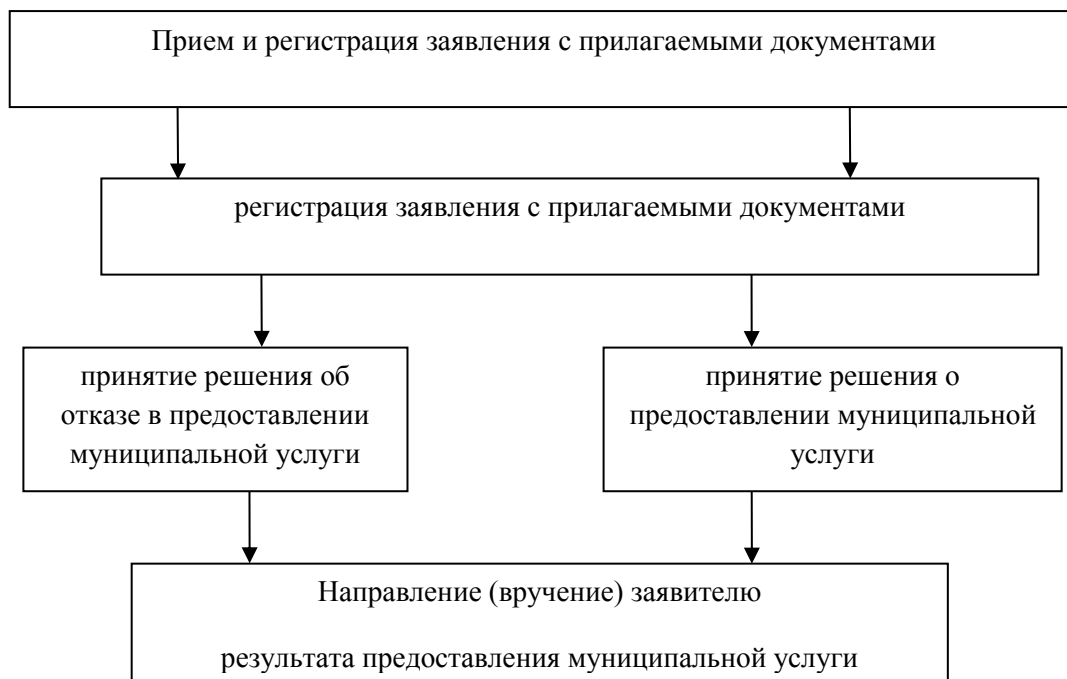 Прием и регистрация заявления с прилагаемыми документами
регистрация заявления с прилагаемыми документами
принятие решения об
отказе в предоставлении
муниципальной услуги
принятие решения о
предоставлении муниципальной
услуги
Направление (вручение) заявителю
результата предоставления муниципальной услуги